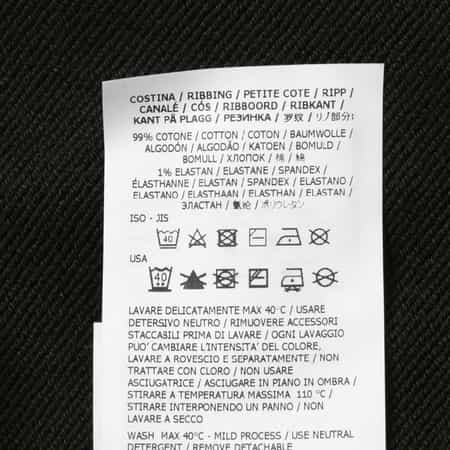 COSTINA / RIBBING / PETITE COTE / RIPP /
CANALÉ / CÓS / RIBBOORD / RIBKANT /
KANT PÅ PLAGG / РЕЗИНКА / 罗纹 / リブ部分:
99% COTONE / COTTON / COTON / BAUMWOLLE /
ALGODÓN / ALGODÃO / KATOEN / BOMULD /
BOMULL / ХЛОПОК / 棉 / 綿
1% ELASTAN / ELASTANE / SPANDEX /
ÉLASTHANNE / ELASTAN / SPANDEX / ELASTANO /
ELASTANO / ELASTHAAN / ELASTHAN / ELASTAN /
ЭЛАСТАН / 氨纶 / ポリウレタン
ISO - JIS
40
USA
40
LAVARE DELICATAMENTE MAX 40°C / USARE
DETERSIVO NEUTRO / RIMUOVERE ACCESSORI
STACCABILI PRIMA DI LAVARE / OGNI LAVAGGIO
PUO' CAMBIARE L'INTENSITA' DEL COLORE,
LAVARE A ROVESCIO E SEPARATAMENTE / NON
TRATTARE CON CLORO / NON USARE
ASCIUGATRICE / ASCIUGARE IN PIANO IN OMBRA /
STIRARE A TEMPERATURA MASSIMA 110 °C /
STIRARE INTERPONENDO UN PANNO / NON
LAVARE A SECCO
WASH MAX 40°C - MILD PROCESS / USE NEUTRAL
DETERGENT / REMOVE DETACHABLE